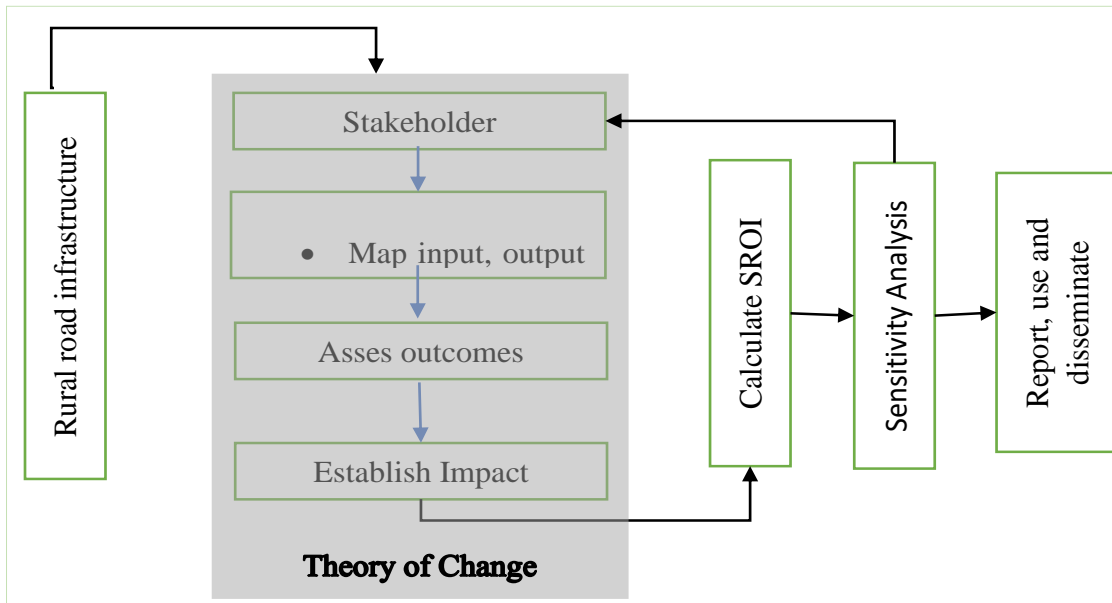 Rural road infrastructure
Stakeholder
• Map input, output
Asses outcomes
Establish Impact
Theory of Change
Calculate SROI
Sensitivity Analysis
Report, use and
disseminate